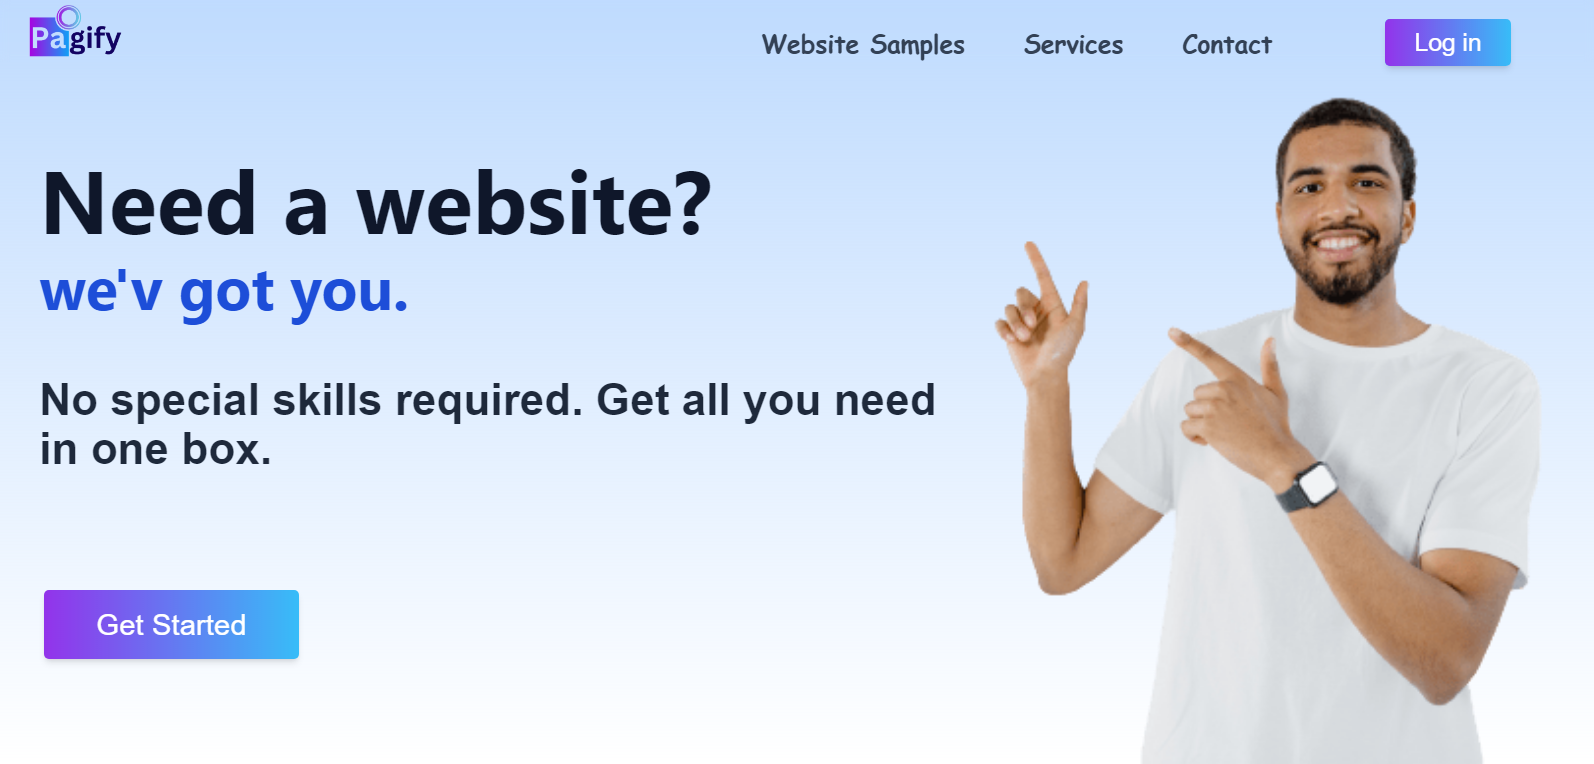 Pagify
Website Samples
Services
Contact
Log in
Need a website?
we'v got you.
No special skills required. Get all you need
in one box.
Get Started